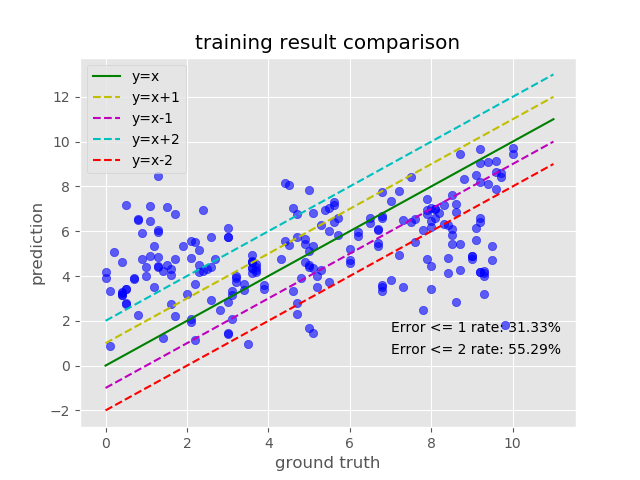 training result comparison
y=x
y=x+1
y=x-1
y=x+2
y=x-2
12
10
8
6
4
2
0
−2
prediction
Error <= 1 rate: 31.33%
Error <= 2 rate: 55.29%
0 2 4 6 8 10
ground truth